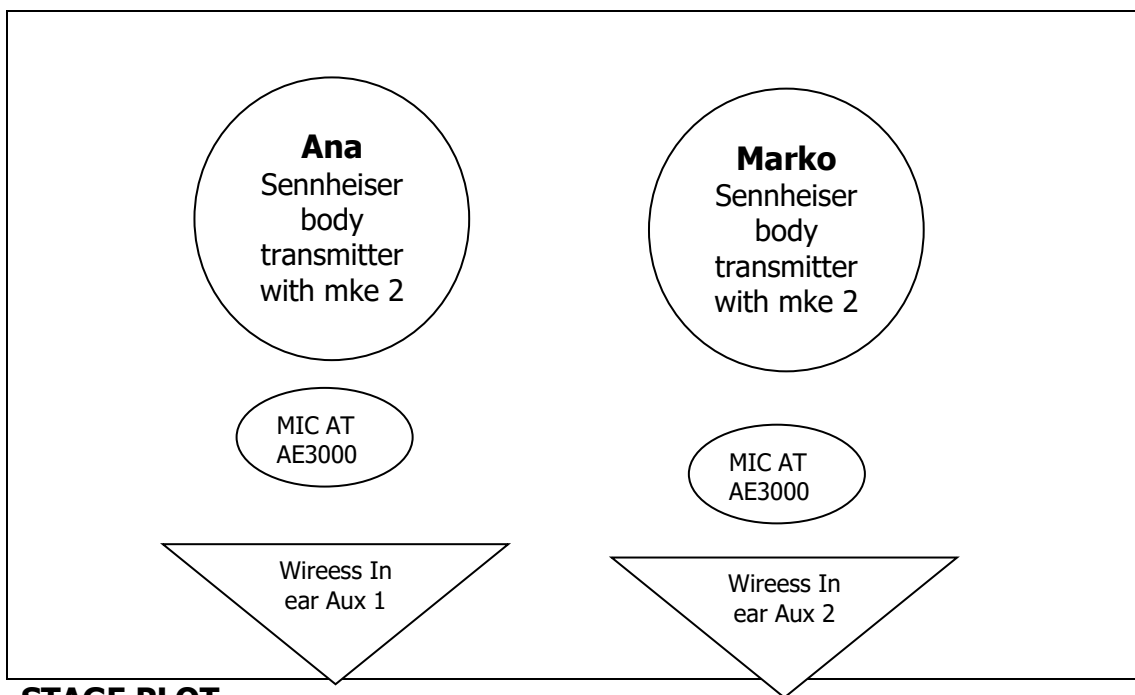 Ana
Sennheiser
body
transmitter
with mke 2
MIC AT
AE3000
Wireess In
ear Aux 1
Marko
Sennheiser
body
transmitter
with mke 2
MIC AT
AE3000
Wireess In
ear Aux 2
STAGE PLOT